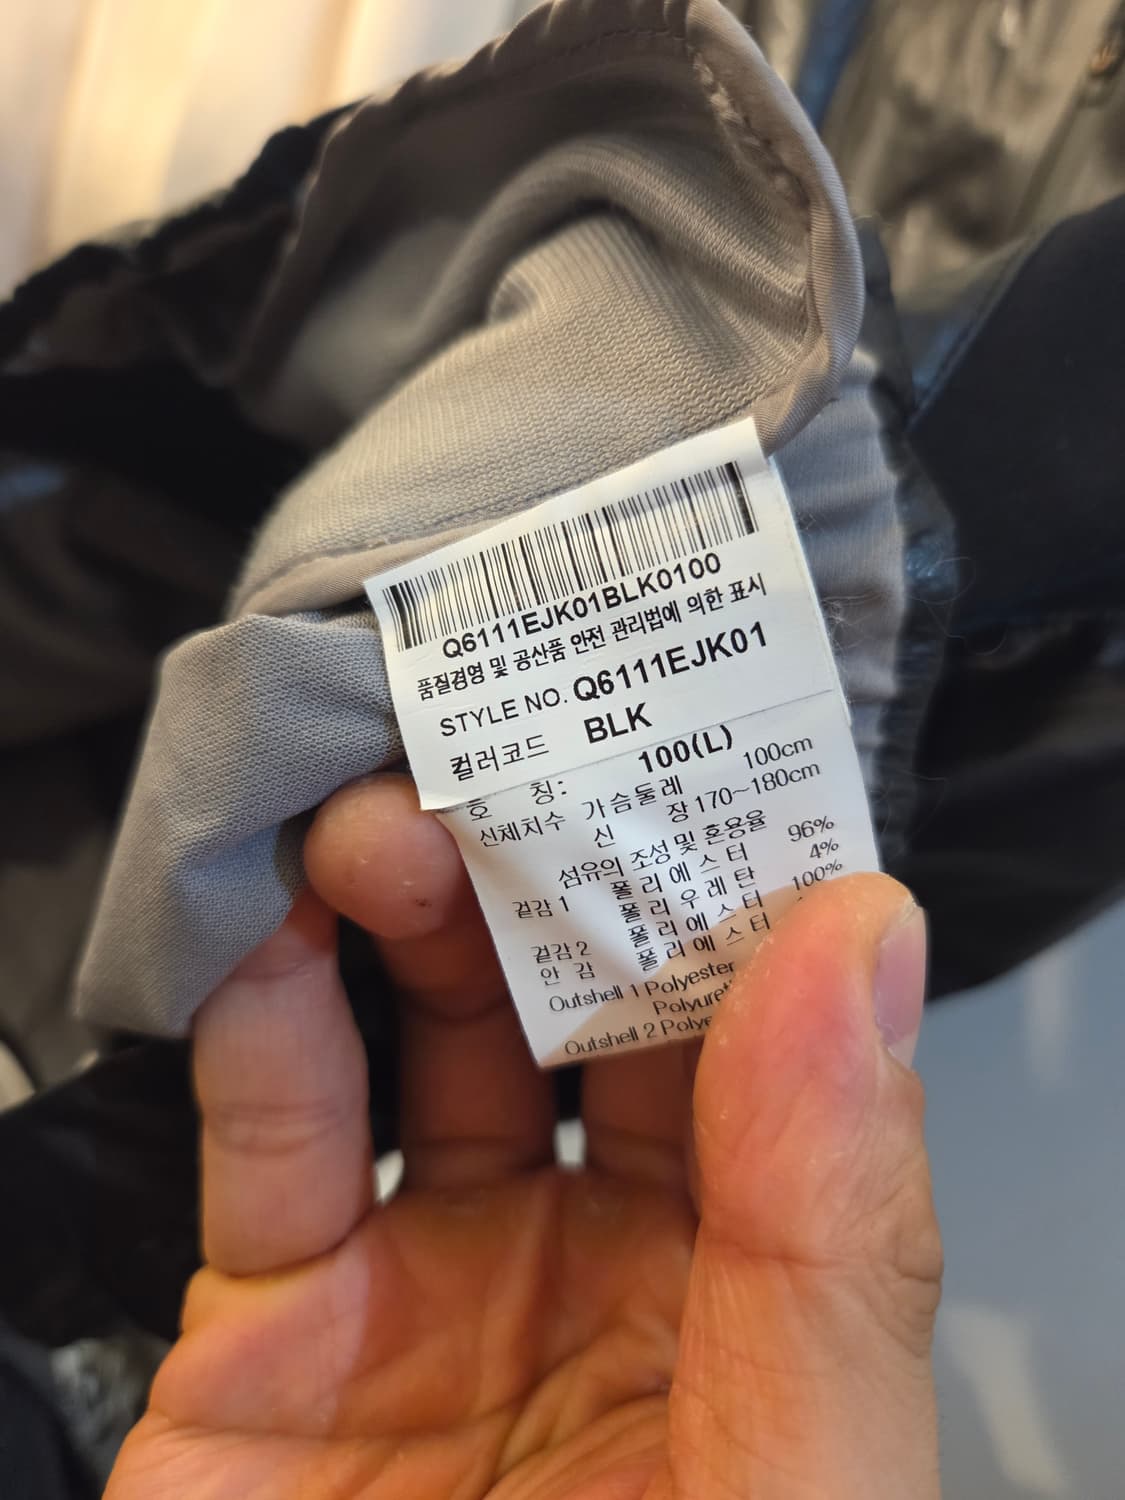 Q6111EJK01BLK0100
품질경영 및 공산품 안전 관리법에 의한 표시
STYLE NO. Q6111EJK01
컬러코드 BLK
호 칭: 100(L)
신체치수 가슴둘레 100cm
신 장 170~180cm
섬유의 조성 및 혼용율
겉감 1 폴리에스터 96%
폴리우레탄 4%
겉감 2 폴리에스터 100%
안 감 폴리에스터
Outshell 1 Polyester
Outshell 2